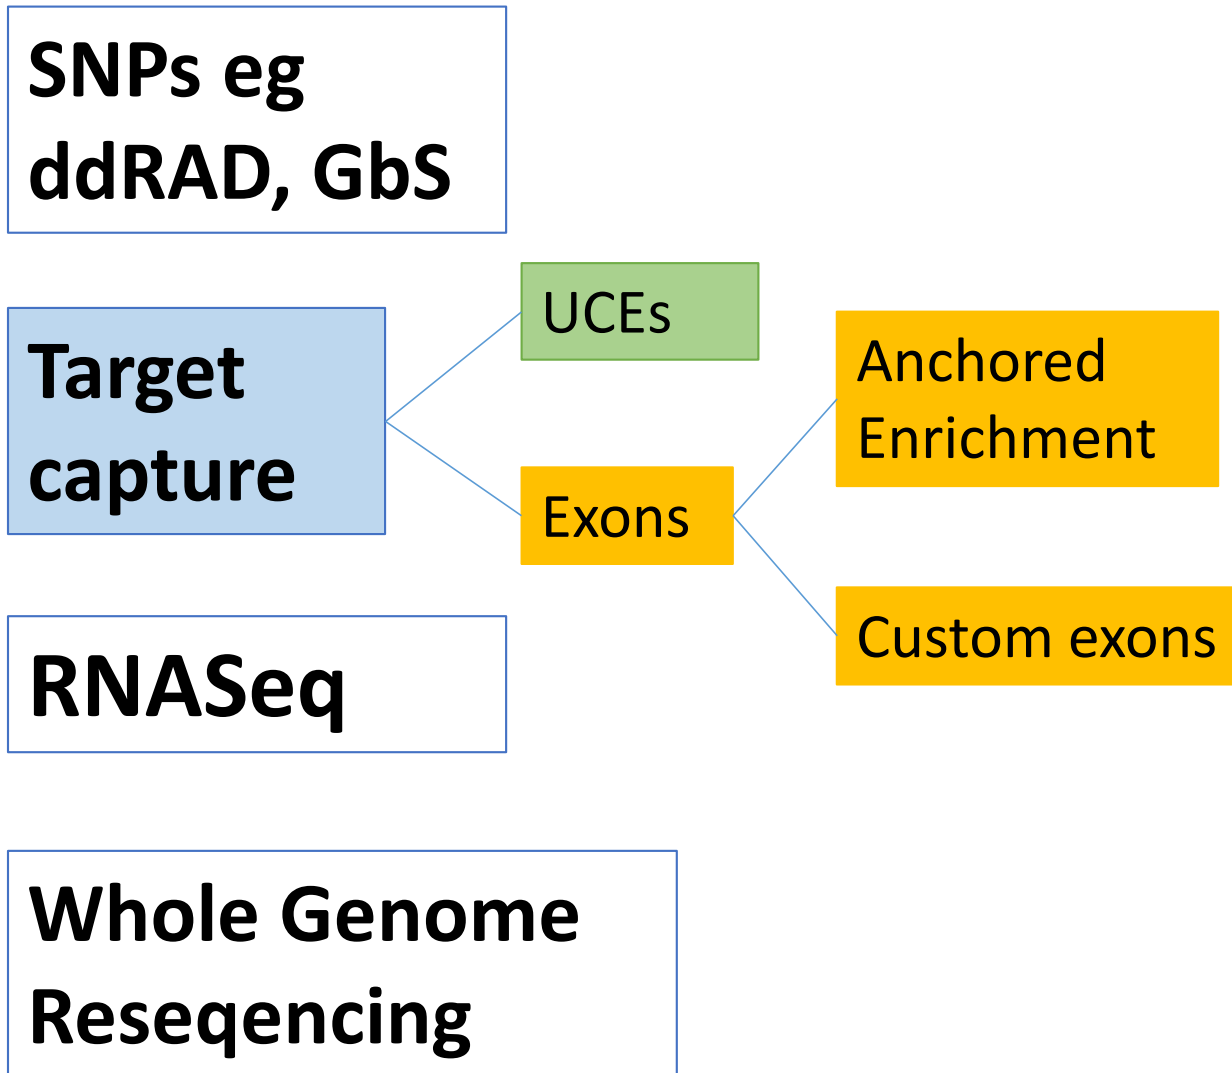 SNPs eg
ddRAD, GbS
Target
capture
UCEs
Exons
Anchored
Enrichment
Custom exons
RNASeq
Whole Genome
Reseqencing